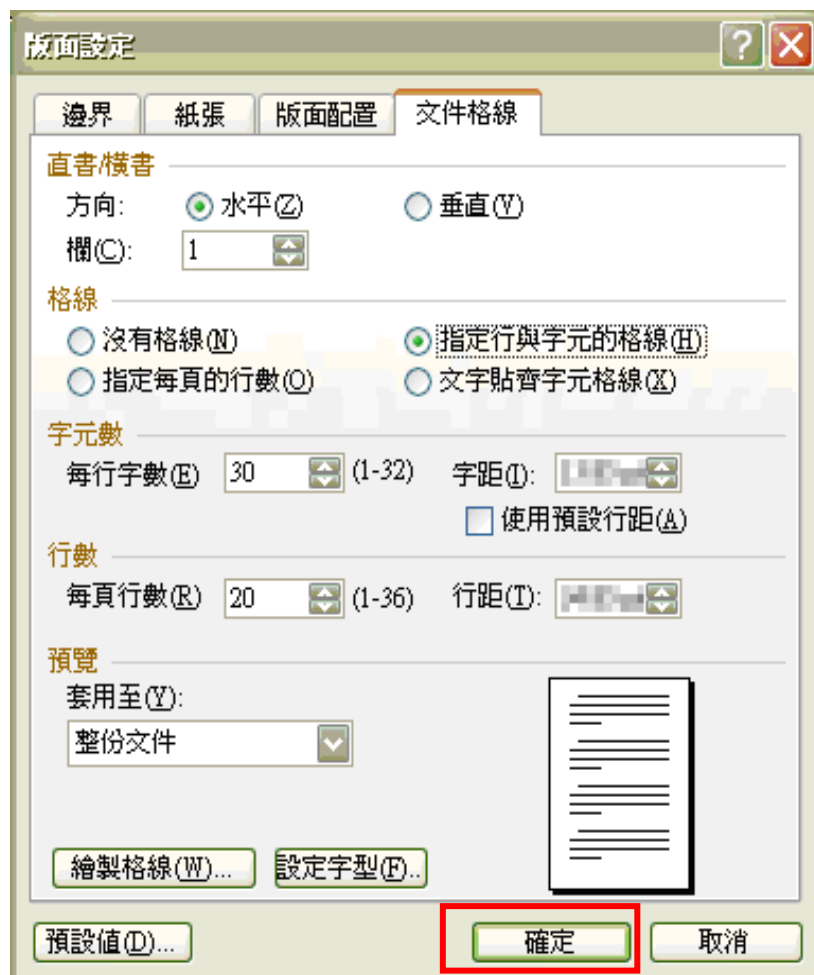 版面設定
邊界 紙張 版面配置 文件格線
直書/橫書
方向: 水平(Z) 垂直(V)
欄(C): 1
格線
沒有格線(N) 指定行與字元的格線(H)
指定每頁的行數(O) 文字貼齊字元格線(X)
字元數
每行字數(E) 30 (1-32) 字距(I):
使用預設行距(A)
行數
每頁行數(R) 20 (1-36) 行距(T):
預覽
套用至(Y):
整份文件
繪製格線(W)... 設定字型(F)..
預設值(D)... 確定 取消